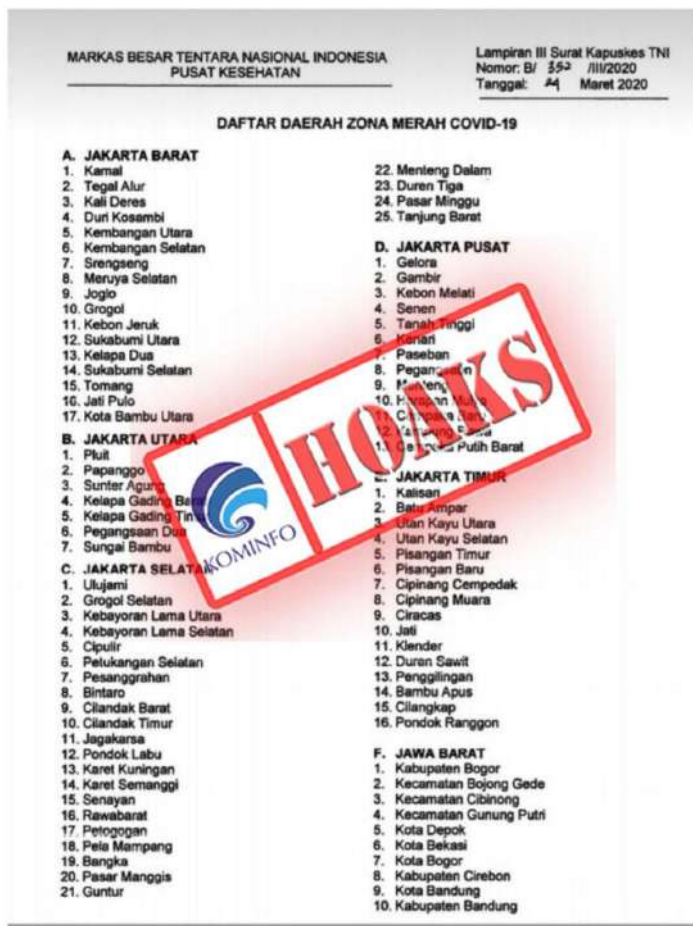 MARKAS BESAR TENTARA NASIONAL INDONESIA
PUSAT KESEHATAN
Lampiran III Surat Kapuskes TNI
Nomor: B/ 352 /III/2020
Tanggal: 24 Maret 2020
DAFTAR DAERAH ZONA MERAH COVID-19
A. JAKARTA BARAT
1. Kamal
2. Tegal Alur
3. Kali Deres
4. Duri Kosambi
5. Kembangan Utara
6. Kembangan Selatan
7. Srengseng
8. Meruya Selatan
9. Joglo
10. Grogol
11. Kebon Jeruk
12. Sukabumi Utara
13. Kelapa Dua
14. Sukabumi Selatan
15. Tomang
16. Jati Pulo
17. Kota Bambu Utara
B. JAKARTA UTARA
1. Pluit
2. Papanggo
3. Sunter Agung
4. Kelapa Gading Barat
5. Kelapa Gading Timur
6. Pegangsaan Dua
7. Sungai Bambu
C. JAKARTA SELATAN
1. Ulujami
2. Grogol Selatan
3. Kebayoran Lama Utara
4. Kebayoran Lama Selatan
5. Cipulir
6. Petukangan Selatan
7. Pesanggrahan
8. Bintaro
9. Cilandak Barat
10. Cilandak Timur
11. Jagakarsa
12. Pondok Labu
13. Karet Kuningan
14. Karet Semanggi
15. Senayan
16. Rawabarat
17. Petogogan
18. Pela Mampang
19. Bangka
20. Pasar Manggis
21. Guntur
22. Menteng Dalam
23. Duren Tiga
24. Pasar Minggu
25. Tanjung Barat
D. JAKARTA PUSAT
1. Gelora
2. Gambir
3. Kebon Melati
4. Senen
5. Tanah Tinggi
6. Kenari
7. Paseban
8. Pegangsaan
9. Menteng
10. Harapan Mulya
11. Cempaka Baru
12. Rawa
13. Cempaka Putih Barat
E. JAKARTA TIMUR
1. Kalisari
2. Batu Ampar
3. Utan Kayu Utara
4. Utan Kayu Selatan
5. Pisangan Timur
6. Pisangan Baru
7. Cipinang Cempedak
8. Cipinang Muara
9. Ciracas
10. Jati
11. Klender
12. Duren Sawit
13. Penggilingan
14. Bambu Apus
15. Cilangkap
16. Pondok Ranggon
F. JAWA BARAT
1. Kabupaten Bogor
2. Kecamatan Bojong Gede
3. Kecamatan Cibinong
4. Kecamatan Gunung Putri
5. Kota Depok
6. Kota Bekasi
7. Kota Bogor
8. Kabupaten Cirebon
9. Kota Bandung
10. Kabupaten Bandung
KOMINFO
HOAKS